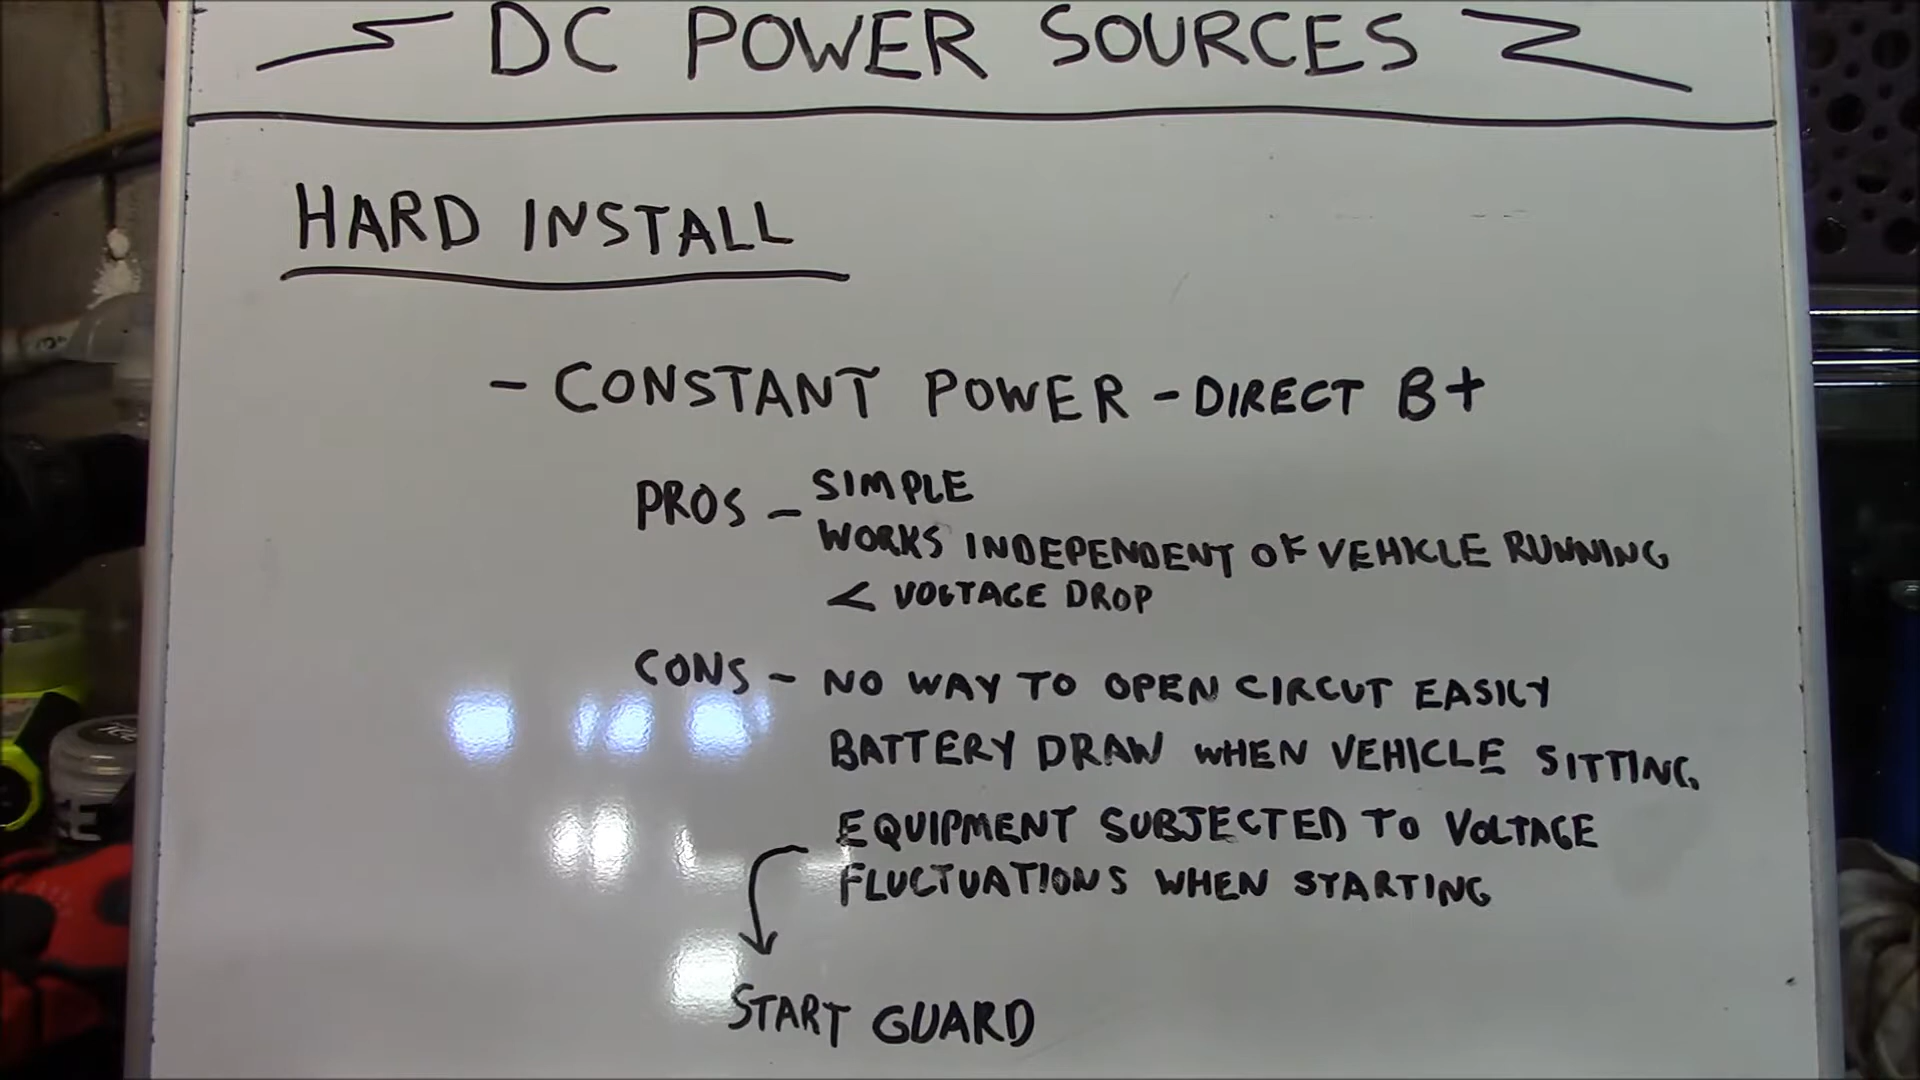 DC POWER SOURCES
HARD INSTALL
- CONSTANT POWER - DIRECT B+
PROS - SIMPLE
WORKS INDEPENDENT OF VEHICLE RUNNING
< VOLTAGE DROP
CONS - NO WAY TO OPEN CIRCUT EASILY
BATTERY DRAW WHEN VEHICLE SITTING
EQUIPMENT SUBJECTED TO VOLTAGE
FLUCTUATIONS WHEN STARTING
START GUARD